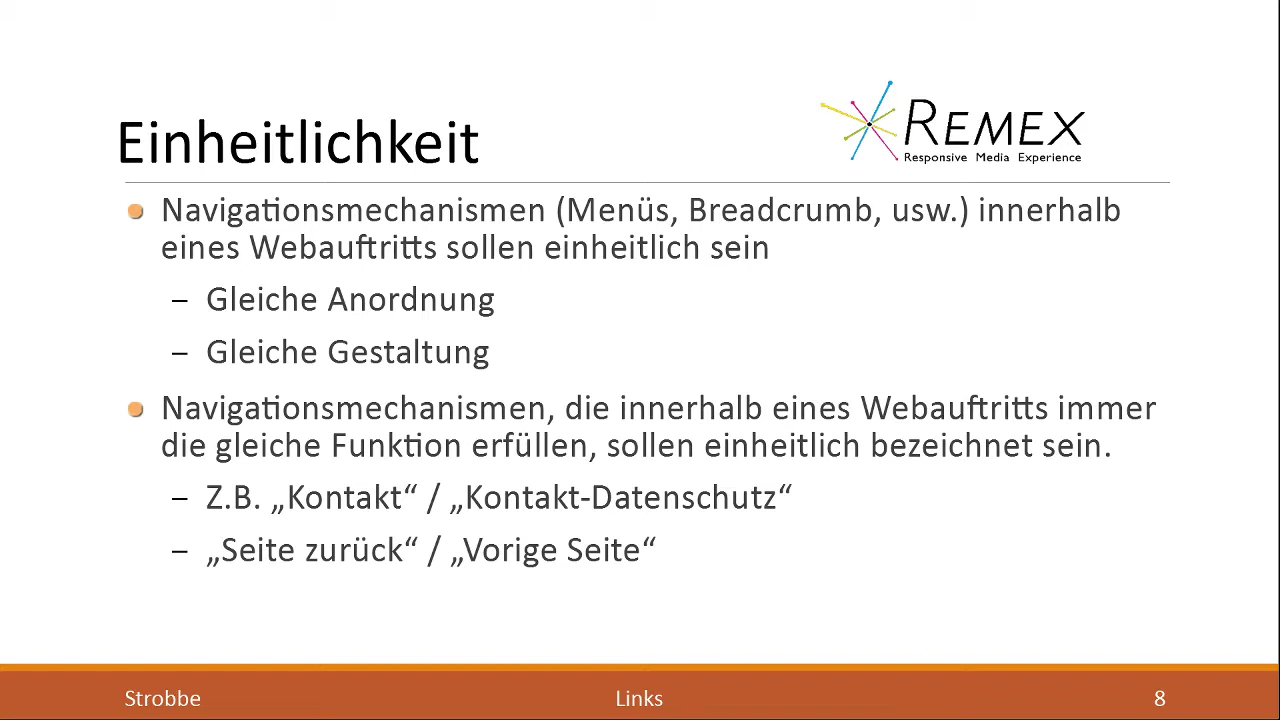 Einheitlichkeit
REMEX
Responsive Media Experience
Navigationsmechanismen (Menüs, Breadcrumb, usw.) innerhalb
eines Webauftritts sollen einheitlich sein
– Gleiche Anordnung
– Gleiche Gestaltung
Navigationsmechanismen, die innerhalb eines Webauftritts immer
die gleiche Funktion erfüllen, sollen einheitlich bezeichnet sein.
– Z.B. „Kontakt“ / „Kontakt-Datenschutz“
– „Seite zurück“ / „Vorige Seite“
Strobbe
Links
8